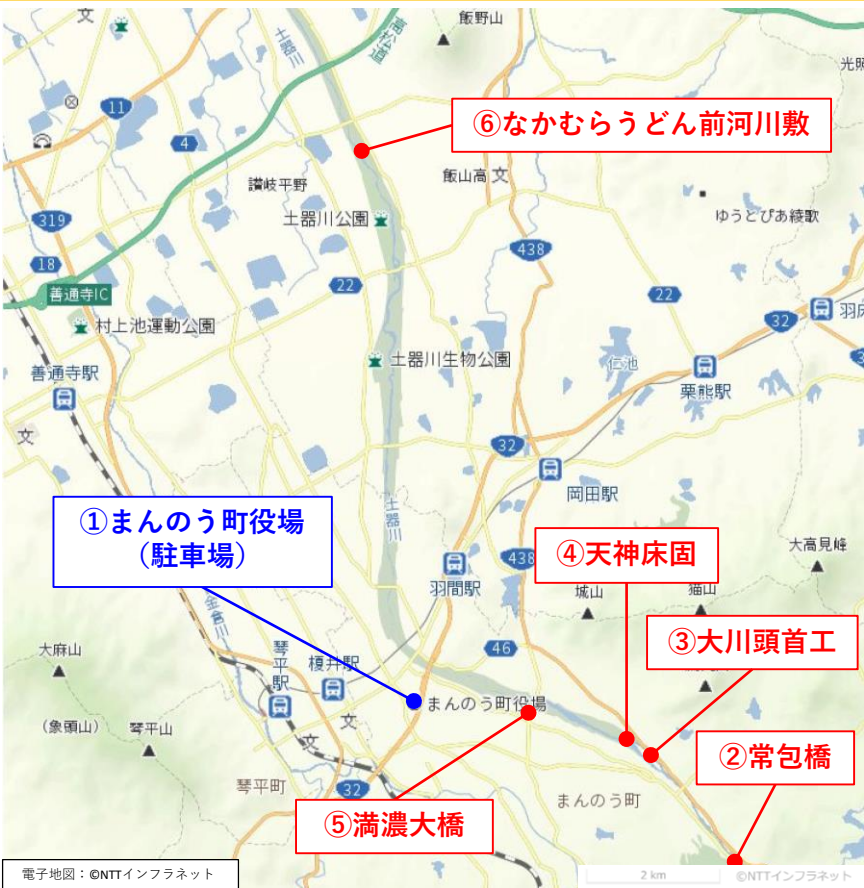 飯野山
文
土器川
高松道
光照
11
⑥なかむらうどん前河川敷
4
讃岐平野
飯山高 文
319
土器川公園
ゆうとぴあ綾歌
438
18
善通寺IC
22
22
32
羽床
村上池運動公園
土器川生物公園
仁池
善通寺駅
栗熊駅
文
32
岡田駅
土器川
①まんのう町役場
(駐車場)
④天神床固
438
大高見峰
羽間駅
城山
猫山
金倉川
③大川頭首工
46
大麻山
琴平駅
榎井駅
まんのう町役場
(象頭山)
琴平山
文
文
②常包橋
琴平町
32
まんのう町
⑤満濃大橋
電子地図:©NTTインフラネット
2 km
©NTTインフラネット